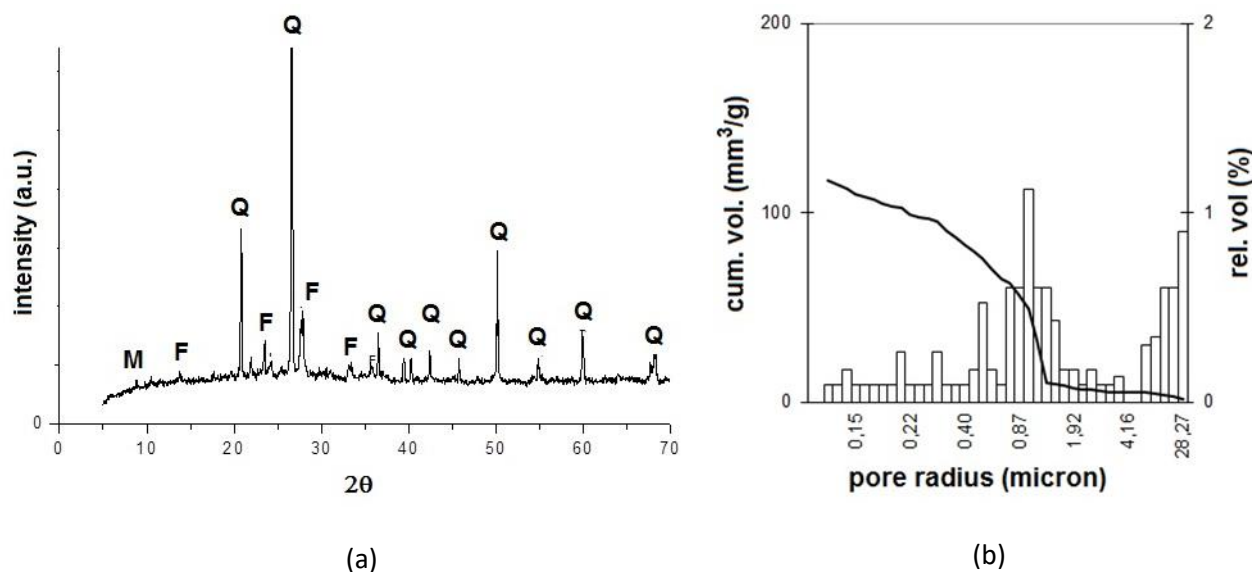 Q
Q
F
F
M
F
F
F
Q
Q
Q
Q
Q
Q
Q
Q
intensity (a.u.)
0
0 10 20 30 40 50 60 70
2θ
(a)
200
100
0
cum. vol. (mm³/g)
2
1
0
rel. vol (%)
0,15 0,22 0,40 0,87 1,92 4,16 28,27
pore radius (micron)
(b)